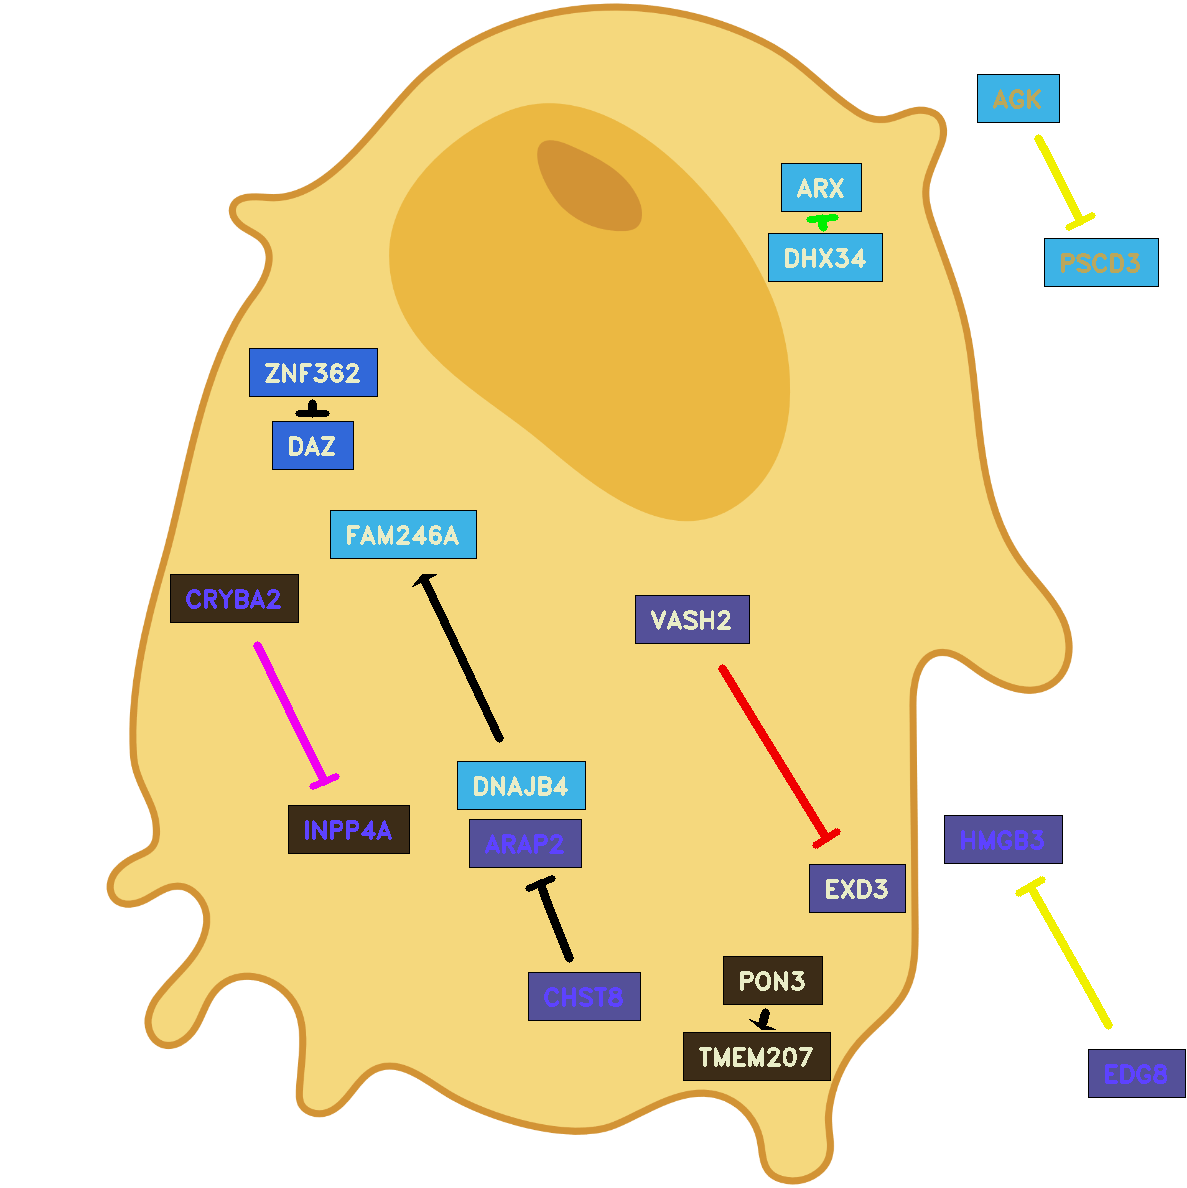 AGK
ARX
DHX34
PSCD3
ZNF362
DAZ
FAM246A
CRYBA2
VASH2
DNAJB4
INPP4A
ARAP2
HMGB3
EXD3
PON3
CHST8
TMEM207
EDG8